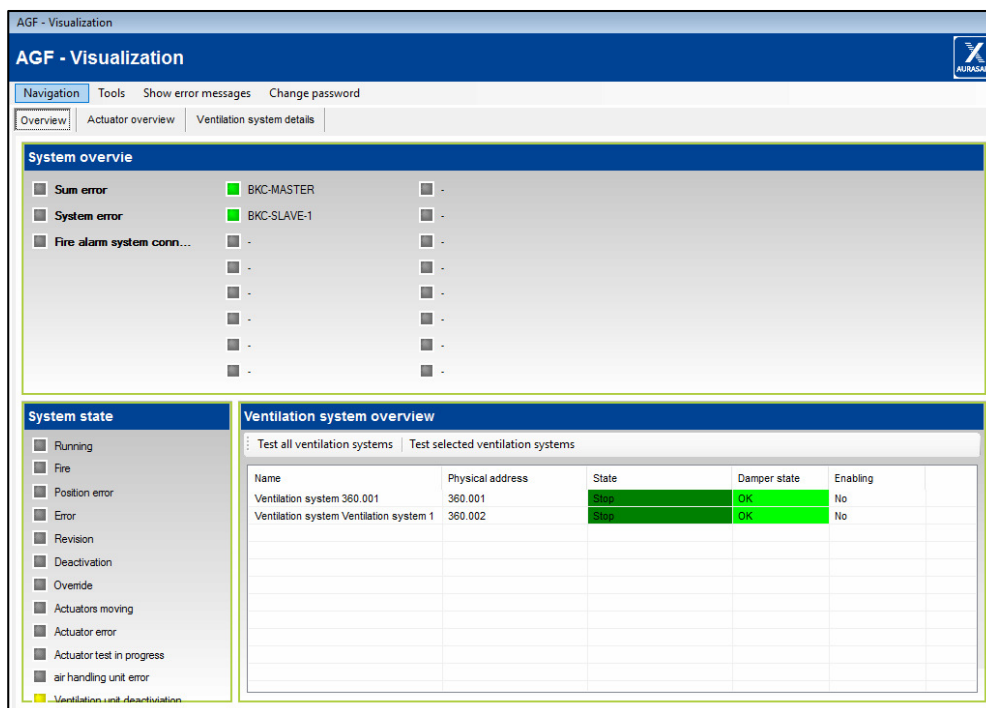 AGF - Visualization
AGF - Visualization
X
Navigation Tools Show error messages Change password
Overview Actuator overview Ventilation system details
System overvie
Sum error BKC-MASTER -
System error BKC-SLAVE-1 -
Fire alarm system conn... - -
- -
- -
- -
- -
- -
System state
Running
Fire
Position error
Error
Revision
Deactivation
Override
Actuators moving
Actuator error
Actuator test in progress
air handling unit error
Ventilation unit deactiviation
Ventilation system overview
Test all ventilation systems Test selected ventilation systems
Name Physical address State Damper state Enabling
Ventilation system 360.001 360.001 Stop OK No
Ventilation system Ventilation system 1 360.002 Stop OK No